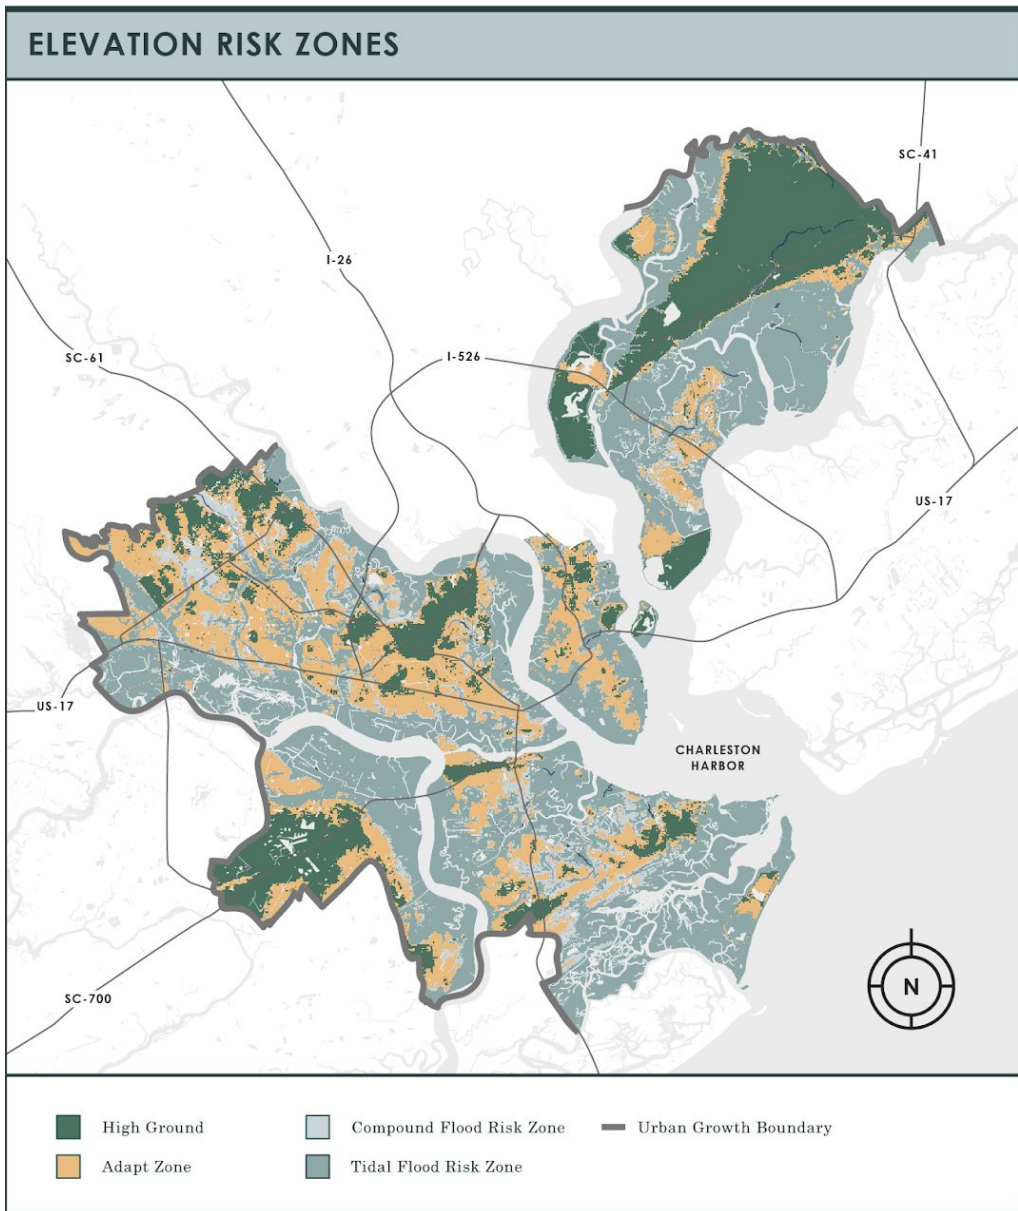 ELEVATION RISK ZONES
SC-41
I-26
SC-61
I-526
US-17
US-17
CHARLESTON
HARBOR
SC-700
N
High Ground
Compound Flood Risk Zone
Urban Growth Boundary
Adapt Zone
Tidal Flood Risk Zone